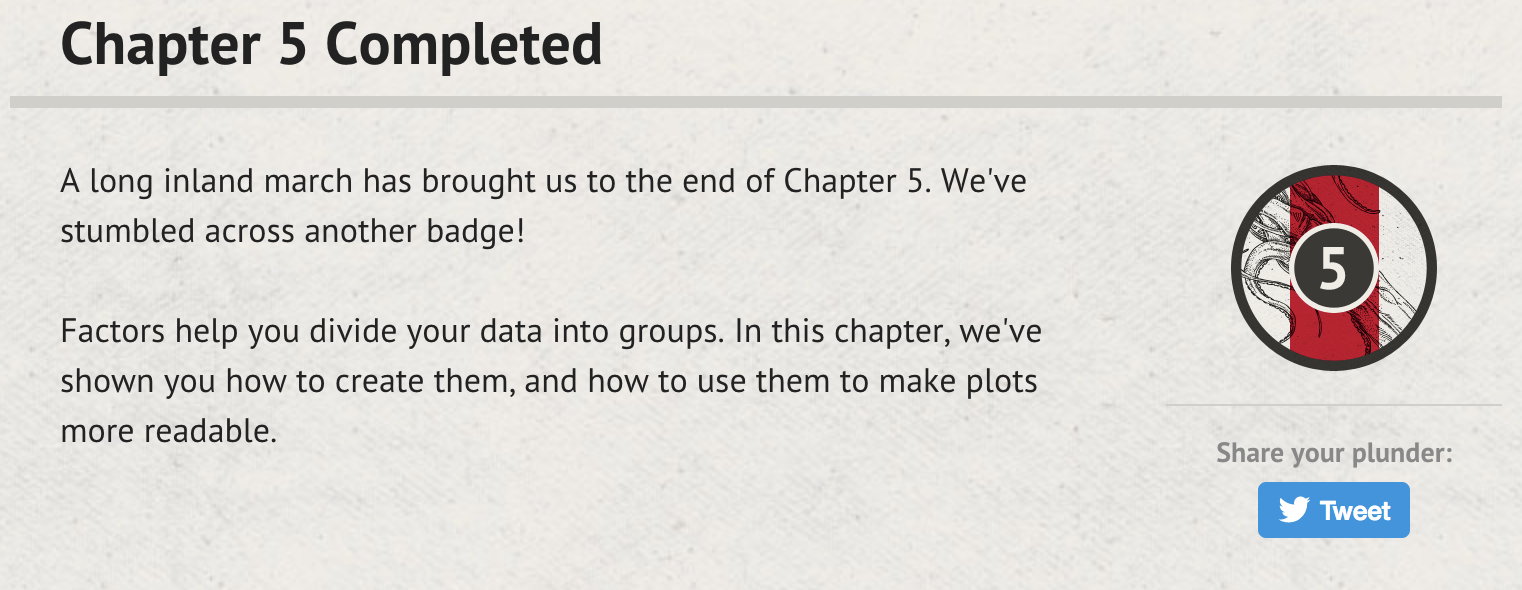 Chapter 5 Completed
A long inland march has brought us to the end of Chapter 5. We've
stumbled across another badge!
Factors help you divide your data into groups. In this chapter, we've
shown you how to create them, and how to use them to make plots
more readable.
5
Share your plunder:
Tweet